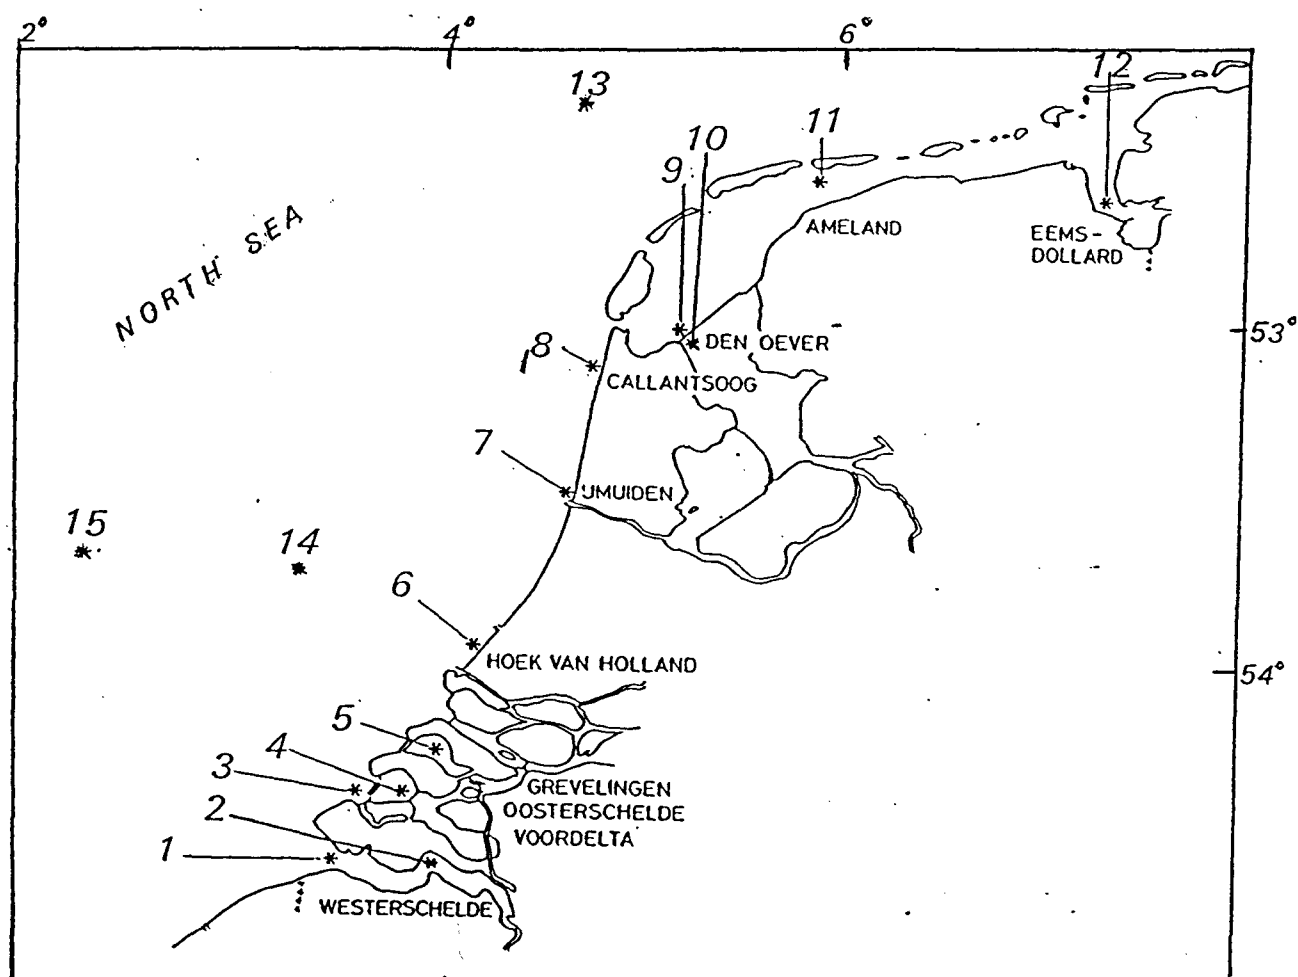 2° 4° 6°
13
12
11
10
9
NORTH SEA
AMELAND
EEMS-
DOLLARD
53°
DEN OEVER
8
CALLANTSOOG
7
IJMUIDEN
15
14
6
HOEK VAN HOLLAND
54°
5
4
3
GREVELINGEN
2
OOSTERSCHELDE
VOORDELTA
1
WESTERSCHELDE